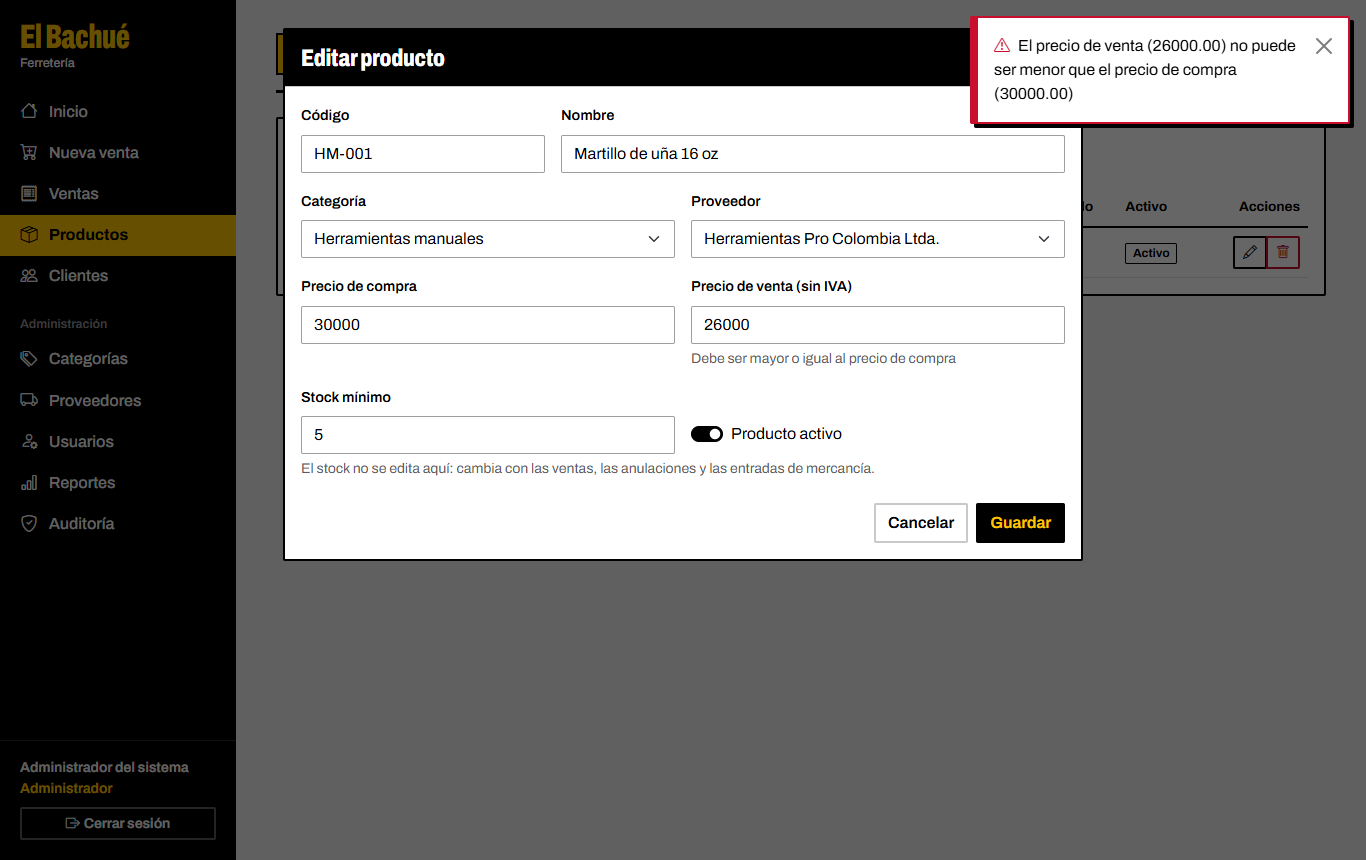 El Bachué
Ferretería
Inicio
Nueva venta
Ventas
Productos
Clientes
Administración
Categorías
Proveedores
Usuarios
Reportes
Auditoría
Administrador del sistema
Administrador
Cerrar sesión
Editar producto
El precio de venta (26000.00) no puede
ser menor que el precio de compra
(30000.00)
Código
Nombre
HM-001
Martillo de uña 16 oz
Categoría
Proveedor
Herramientas manuales
Herramientas Pro Colombia Ltda.
Precio de compra
Precio de venta (sin IVA)
30000
26000
Debe ser mayor o igual al precio de compra
Stock mínimo
5
Producto activo
El stock no se edita aquí: cambia con las ventas, las anulaciones y las entradas de mercancía.
Cancelar
Guardar
Activo
Acciones
Activo